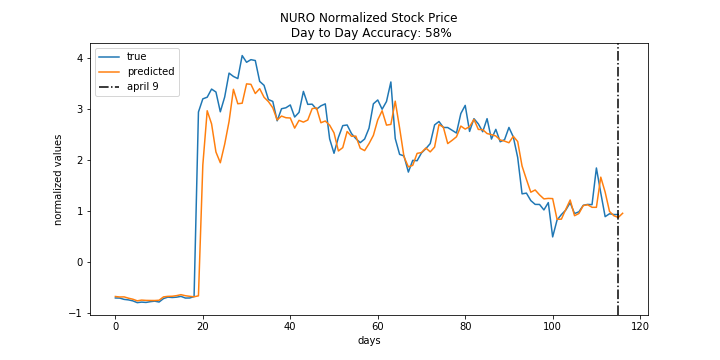 NURO Normalized Stock Price
Day to Day Accuracy: 58%
true
predicted
april 9
normalized values
4
3
2
1
0
−1
0
20
40
60
80
100
120
days